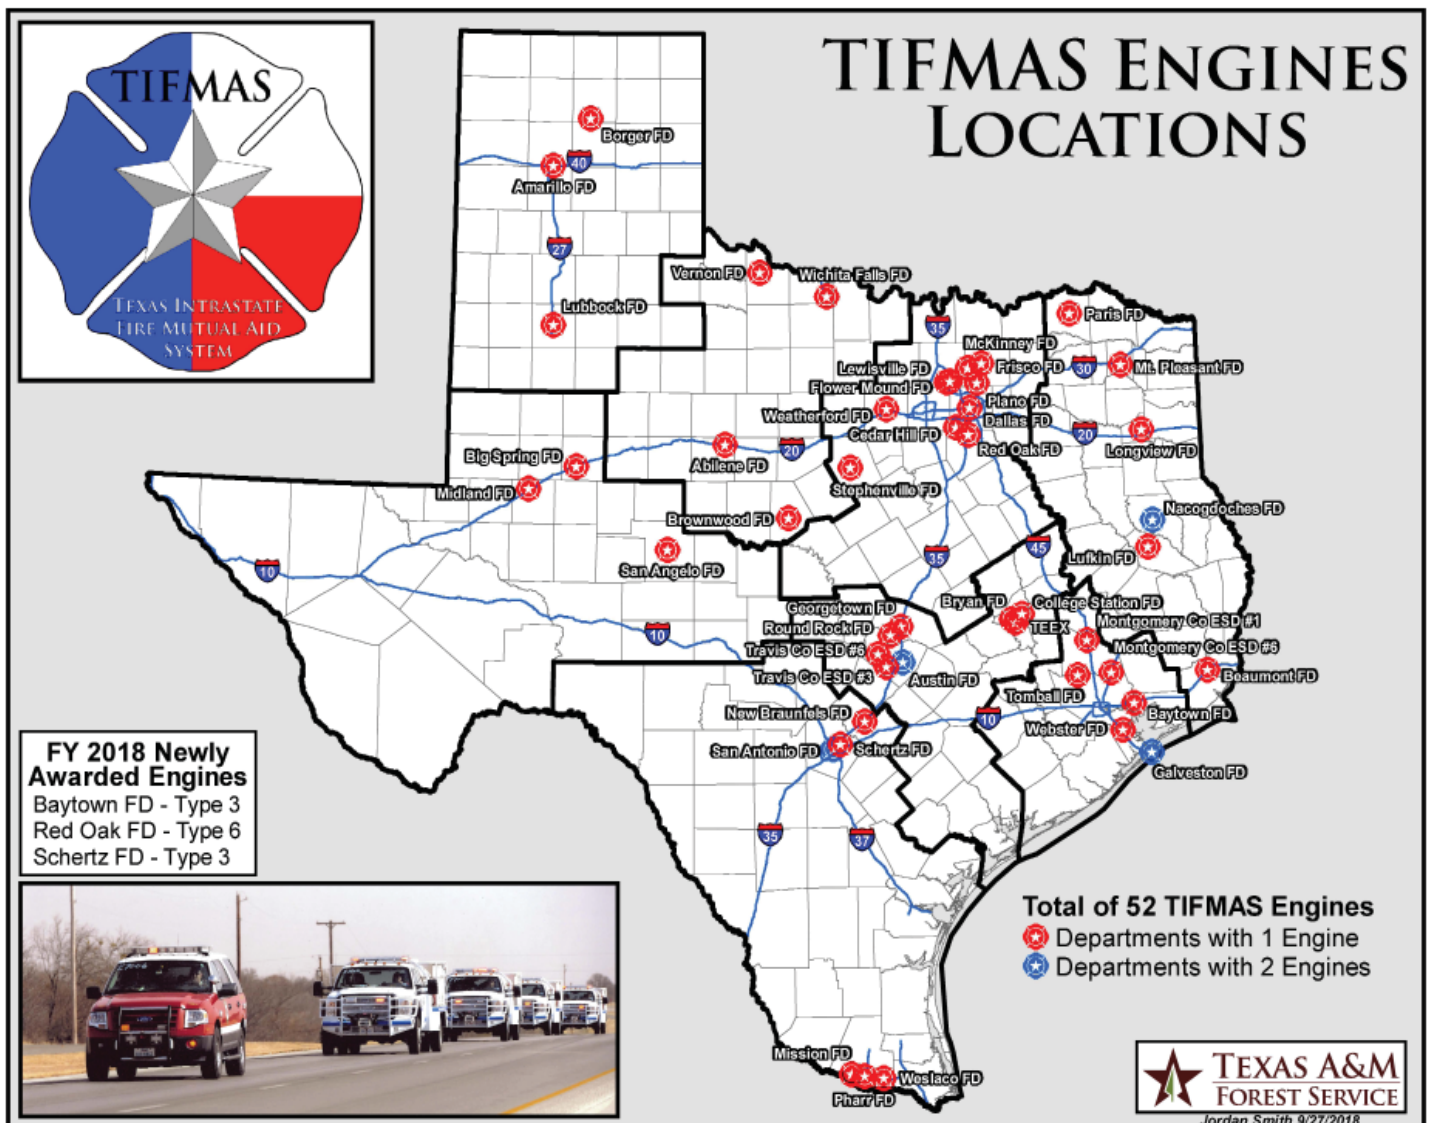 TIFMAS
TEXAS INTRASTATE
FIRE MUTUAL AID
SYSTEM
TIFMAS ENGINES
LOCATIONS
Borger FD
40
Amarillo FD
27
Lubbock FD
Vernon FD
Wichita Falls FD
35
Paris FD
McKinney FD
Lewisville FD
Frisco FD
30
Mt. Pleasant FD
Flower Mound FD
Plano FD
Weatherford FD
Dallas FD
Cedar Hill FD
20
Red Oak FD
Longview FD
Big Spring FD
Abilene FD
20
Midland FD
Stephenville FD
Brownwood FD
Nacogdoches FD
Lufkin FD
San Angelo FD
10
35
45
Georgetown FD
Bryan FD
College Station FD
Round Rock FD
TEEX
Montgomery Co ESD #1
10
Travis Co ESD #6
Montgomery Co ESD #6
Travis Co ESD #3
Austin FD
Beaumont FD
Tomball FD
New Braunfels FD
10
Baytown FD
Webster FD
San Antonio FD
Schertz FD
Galveston FD
35
37
Mission FD
Weslaco FD
Pharr FD
FY 2018 Newly
Awarded Engines
Baytown FD - Type 3
Red Oak FD - Type 6
Schertz FD - Type 3
Total of 52 TIFMAS Engines
Departments with 1 Engine
Departments with 2 Engines
TEXAS A&M
FOREST SERVICE
Jordan Smith 9/27/2018